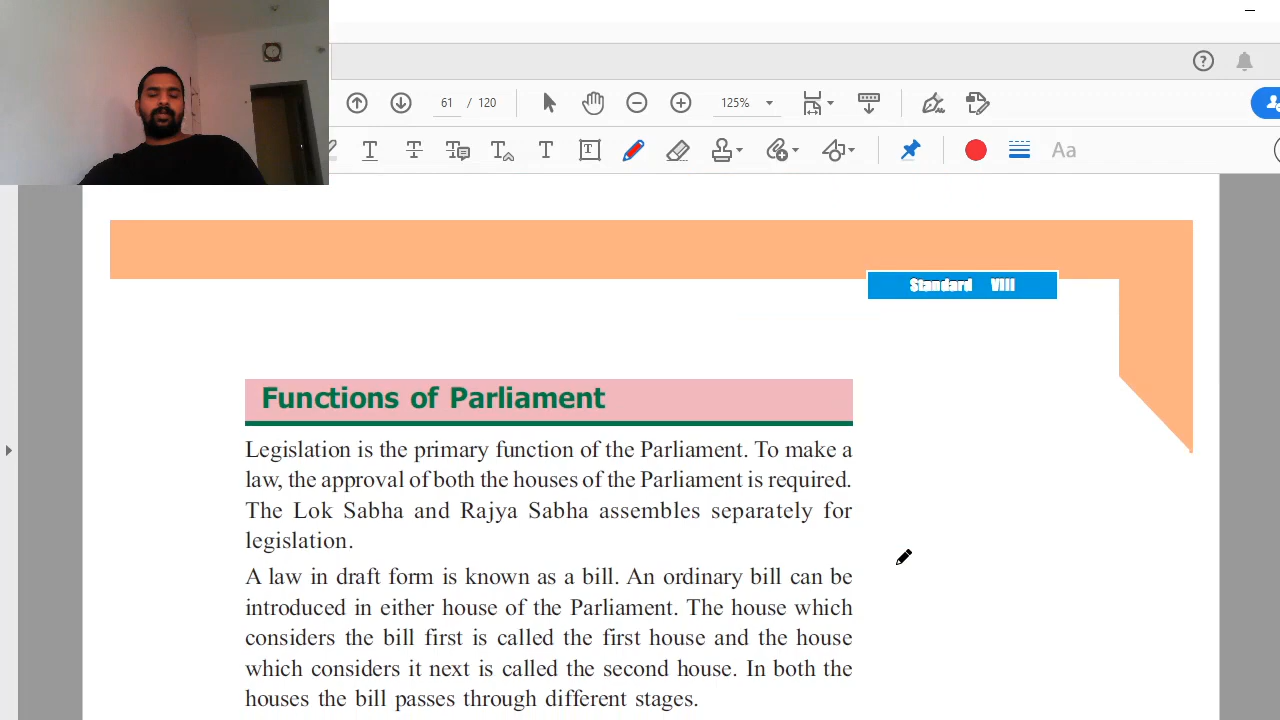 61 / 120
125%
Aa
Standard VIII
Functions of Parliament
Legislation is the primary function of the Parliament. To make a
law, the approval of both the houses of the Parliament is required.
The Lok Sabha and Rajya Sabha assembles separately for
legislation.
A law in draft form is known as a bill. An ordinary bill can be
introduced in either house of the Parliament. The house which
considers the bill first is called the first house and the house
which considers it next is called the second house. In both the
houses the bill passes through different stages.